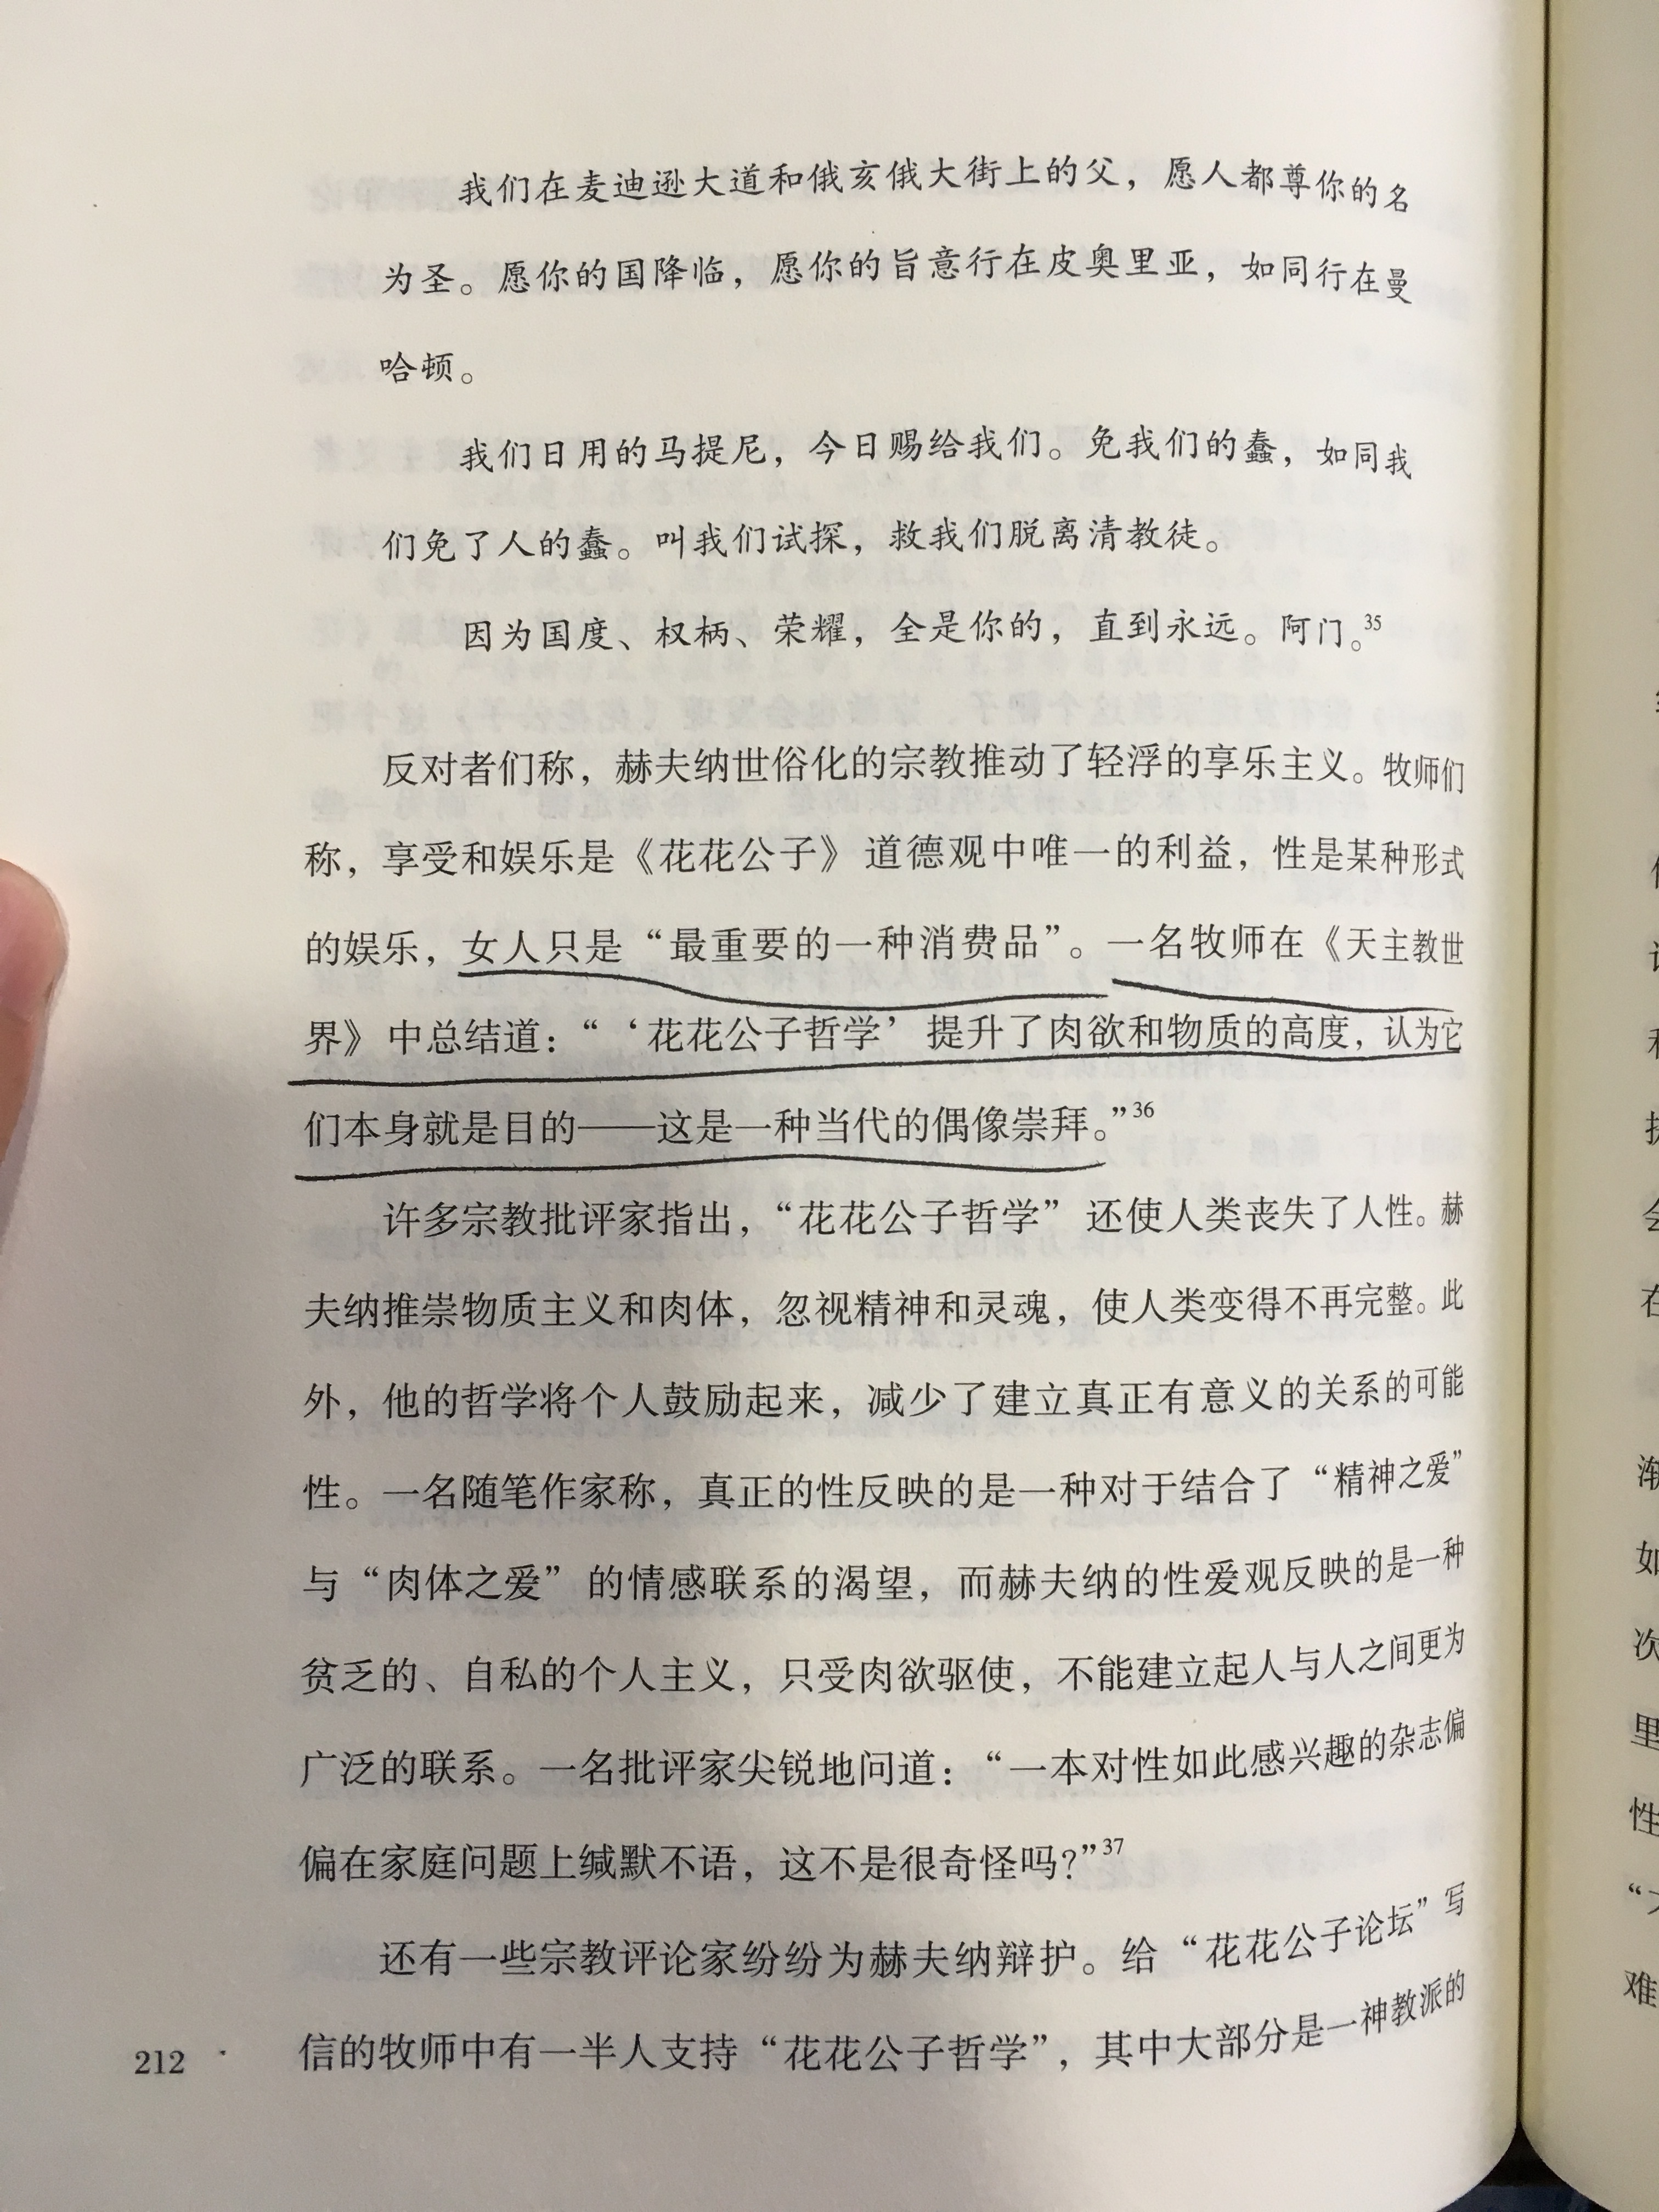 我们在麦迪逊大道和俄亥俄大街上的父，愿人都尊你的名
为圣。愿你的国降临，愿你的旨意行在皮奥里亚，如同行在曼
哈顿。
我们日用的马提尼，今日赐给我们。免我们的蠢，如同我
们免了人的蠢。叫我们试探，救我们脱离清教徒。
因为国度、权柄、荣耀，全是你的，直到永远。阿门。35
反对者们称，赫夫纳世俗化的宗教推动了轻浮的享乐主义。牧师们
称，享受和娱乐是《花花公子》道德观中唯一的利益，性是某种形式
的娱乐，女人只是“最重要的一种消费品”。一名牧师在《天主教世
界》中总结道：“‘花花公子哲学’提升了肉欲和物质的高度，认为它
们本身就是目的——这是一种当代的偶像崇拜。”36
许多宗教批评家指出，“花花公子哲学”还使人类丧失了人性。赫
夫纳推崇物质主义和肉体，忽视精神和灵魂，使人类变得不再完整。此
外，他的哲学将个人鼓励起来，减少了建立真正有意义的关系的可能
性。一名随笔作家称，真正的性反映的是一种对于结合了“精神之爱”
与“肉体之爱”的情感联系的渴望，而赫夫纳的性爱观反映的是一种
贫乏的、自私的个人主义，只受肉欲驱使，不能建立起人与人之间更为
广泛的联系。一名批评家尖锐地问道：“一本对性如此感兴趣的杂志偏
偏在家庭问题上缄默不语，这不是很奇怪吗？”37
还有一些宗教评论家纷纷为赫夫纳辩护。给“花花公子论坛”写
信的牧师中有一半人支持“花花公子哲学”，其中大部分是一神教派的
212